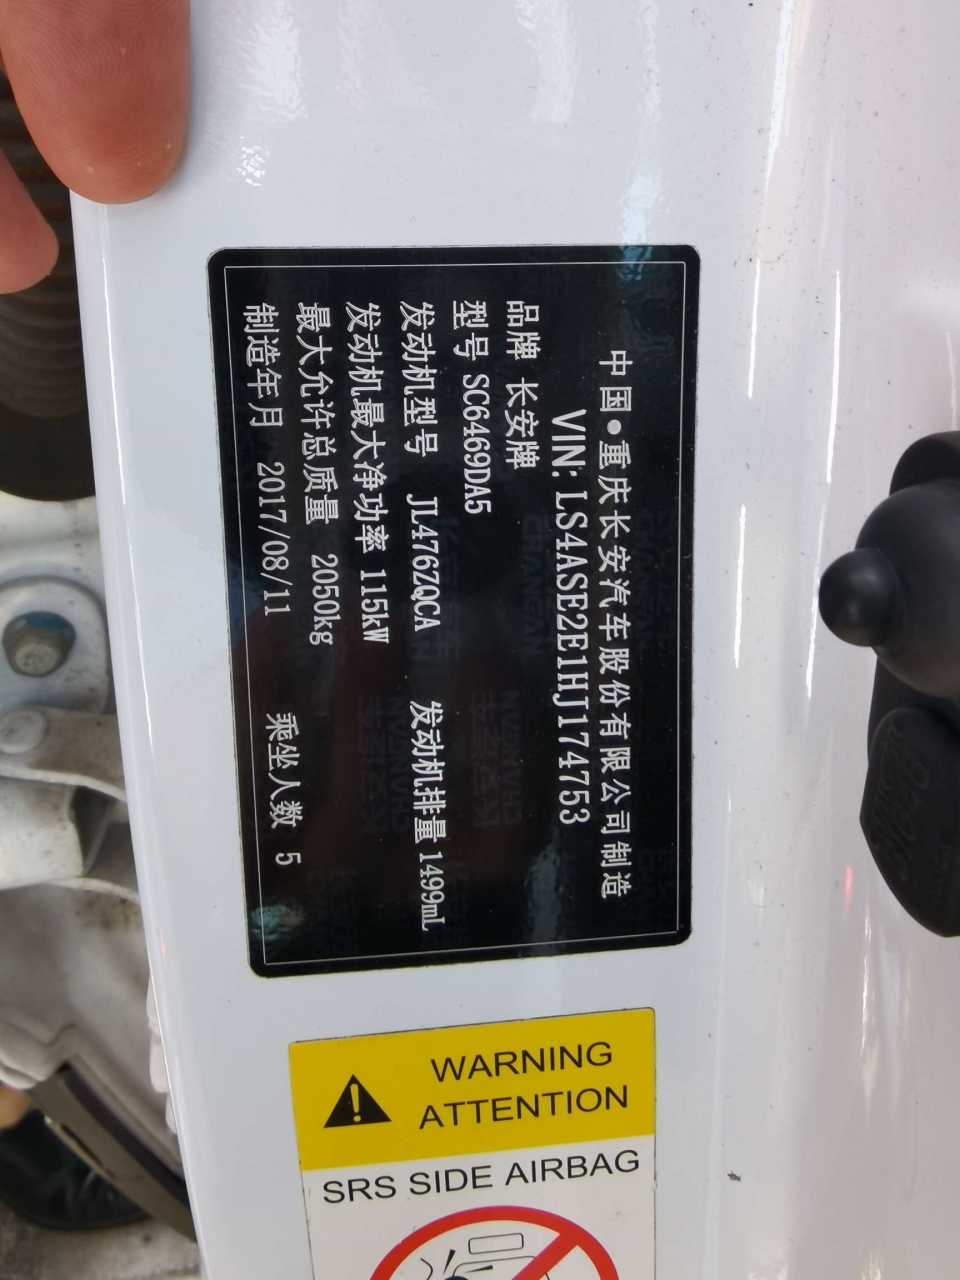 中国●重庆长安汽车股份有限公司制造
VIN: LS4ASE2E1HJ174753
品牌 长安牌
型号 SC6469DA5
发动机型号 JL476ZQCA 发动机排量 1499mL
发动机最大净功率 115kW
最大允许总质量 2050kg
制造年月 2017/08/11 乘坐人数 5
WARNING
ATTENTION
SRS SIDE AIRBAG